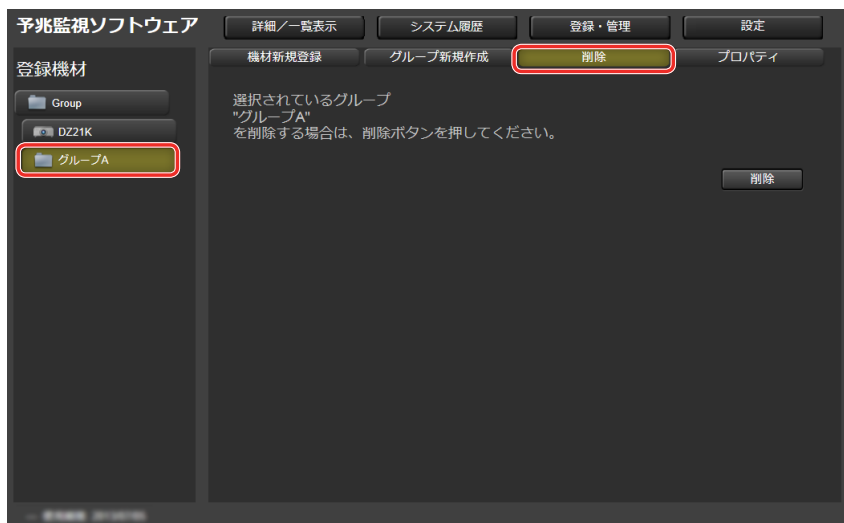 予兆監視ソフトウェア
詳細／一覧表示
システム履歴
登録・管理
設定
登録機材
Group
DZ21K
グループA
機材新規登録
グループ新規作成
削除
プロパティ
選択されているグループ
"グループA"
を削除する場合は、削除ボタンを押してください。
削除